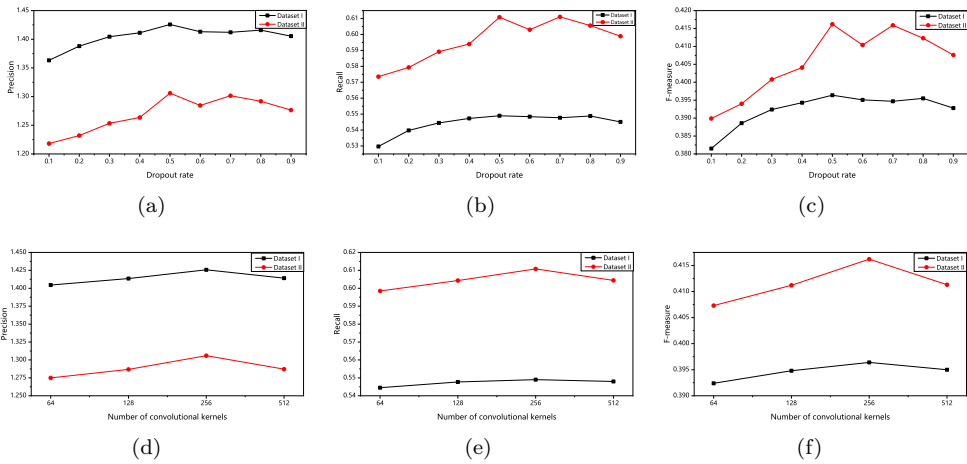 1.45
1.40
1.30
1.30
1.25
1.20
Precision
Dataset I
Dataset II
0.1 0.2 0.3 0.4 0.5 0.6 0.7 0.8 0.9
Dropout rate
(a)
0.61
0.60
0.59
0.57
0.57
0.55
0.55
0.54
0.53
Recall
Dataset I
Dataset II
0.1 0.2 0.3 0.4 0.5 0.6 0.7 0.8 0.9
Dropout rate
(b)
0.420
0.415
0.410
0.405
0.400
0.395
0.385
0.385
0.380
F-measure
Dataset I
Dataset II
0.1 0.2 0.3 0.4 0.5 0.6 0.7 0.8 0.9
Dropout rate
(c)
1.450
1.425
1.400
1.375
1.350
1.325
1.300
1.275
1.250
Precision
Dataset I
Dataset II
64 128 256 512
Number of convolutional kernels
(d)
0.62
0.61
0.60
0.59
0.57
0.57
0.55
0.55
0.54
Recall
Dataset I
Dataset II
64 128 256 512
Number of convolutional kernels
(e)
0.415
0.410
0.405
0.400
0.395
0.390
F-measure
Dataset I
Dataset II
64 128 256 512
Number of convolutional kernels
(f)